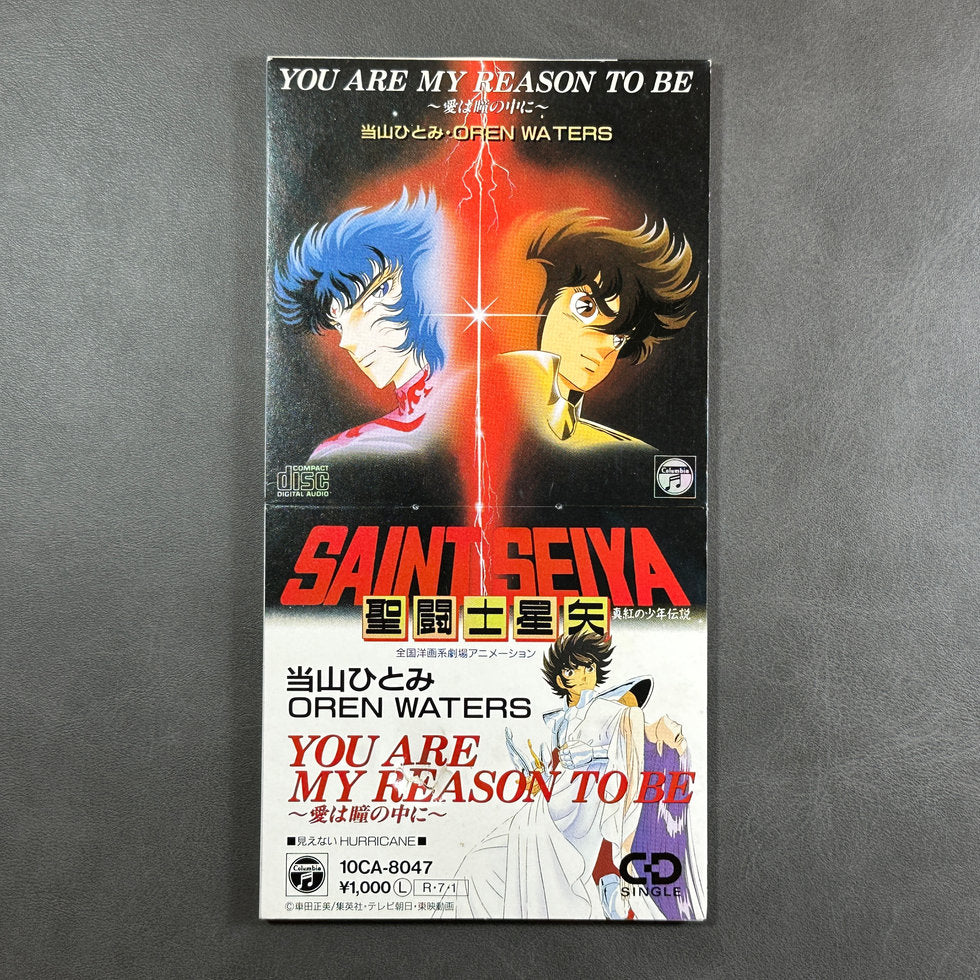 YOU ARE MY REASON TO BE
〜愛は瞳の中に〜
当山ひとみ・OREN WATERS
COMPACT
disc
DIGITAL AUDIO
Columbia
SAINT SEIYA
聖闘士星矢
真紅の少年伝説
全国洋画系劇場アニメーション
当山ひとみ
OREN WATERS
YOU ARE
MY REASON TO BE
〜愛は瞳の中に〜
■見えないHURRICANE■
Columbia
10CA-8047
¥1,000 Ⓛ R・7・1
CD
SINGLE
©車田正美/集英社・テレビ朝日・東映動画